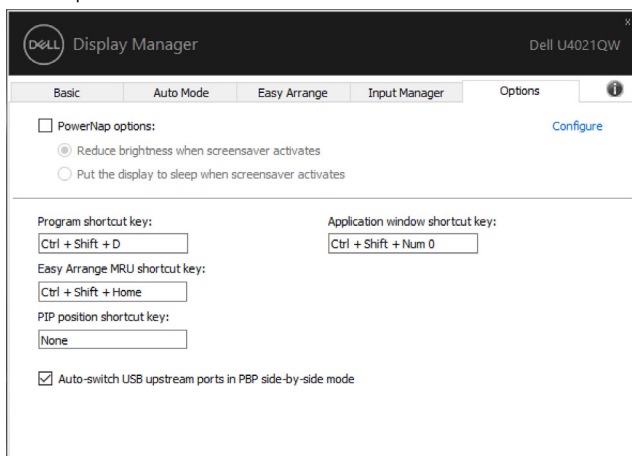 DELL Display Manager
Dell U4021QW
x
Basic
Auto Mode
Easy Arrange
Input Manager
Options
i
PowerNap options:
Configure
Reduce brightness when screensaver activates
Put the display to sleep when screensaver activates
Program shortcut key:
Application window shortcut key:
Ctrl + Shift + D
Ctrl + Shift + Num 0
Easy Arrange MRU shortcut key:
Ctrl + Shift + Home
PIP position shortcut key:
None
Auto-switch USB upstream ports in PBP side-by-side mode